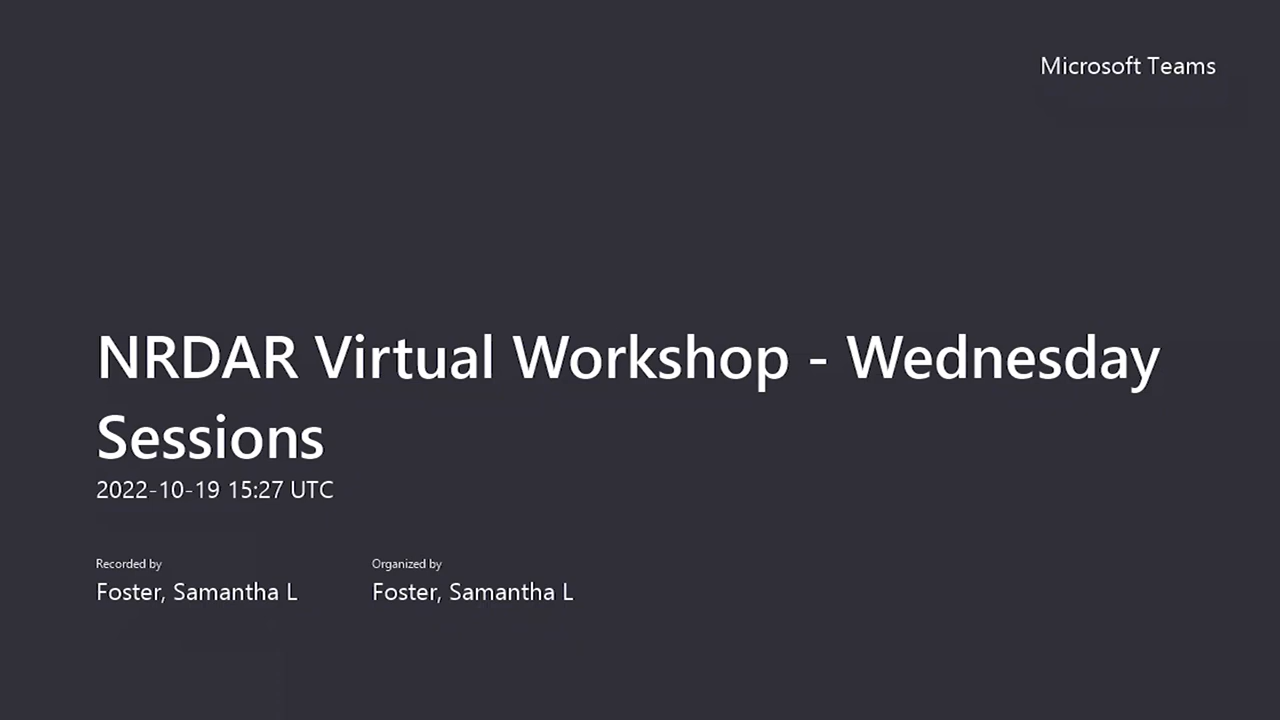 Microsoft Teams
NRDAR Virtual Workshop - Wednesday
Sessions
2022-10-19 15:27 UTC
Recorded by
Organized by
Foster, Samantha L
Foster, Samantha L